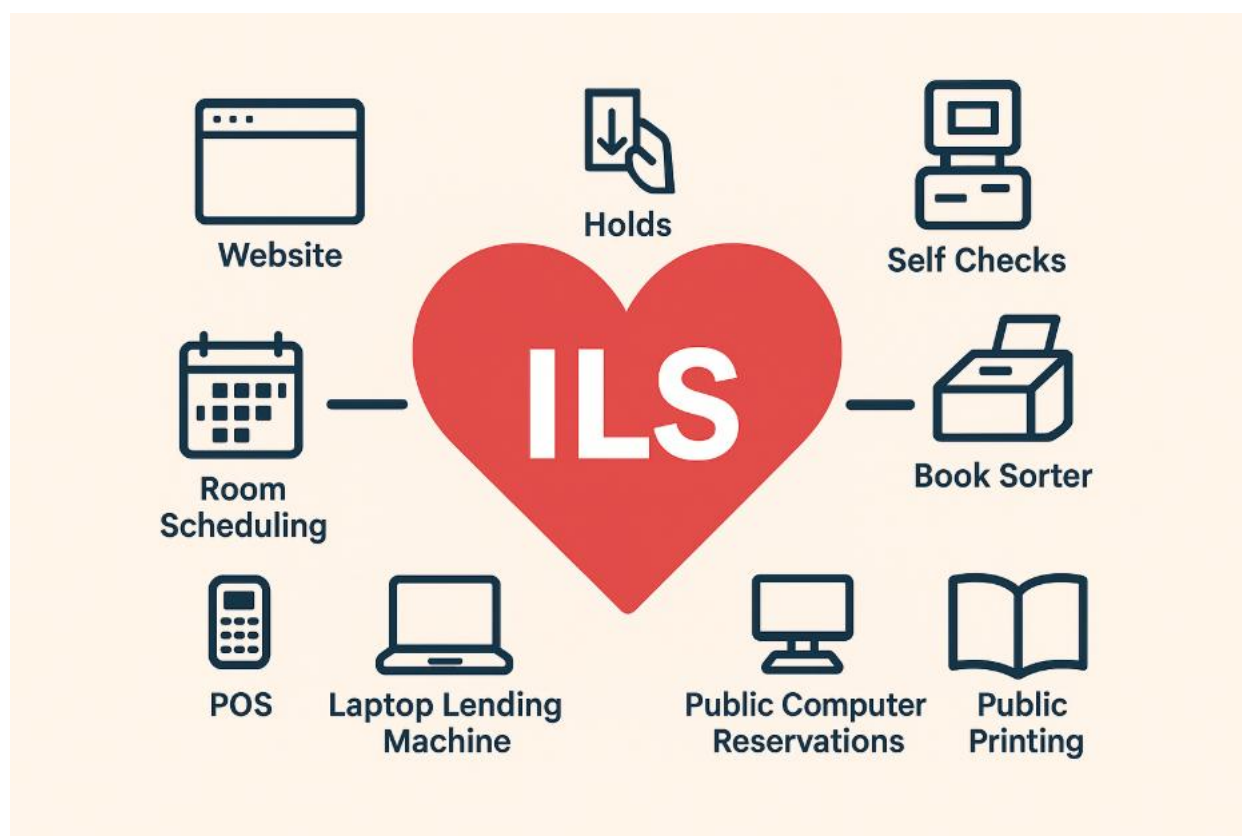 Website
Holds
Self Checks
ILS
Room
Scheduling
Book Sorter
POS
Laptop Lending
Machine
Public Computer
Reservations
Public
Printing